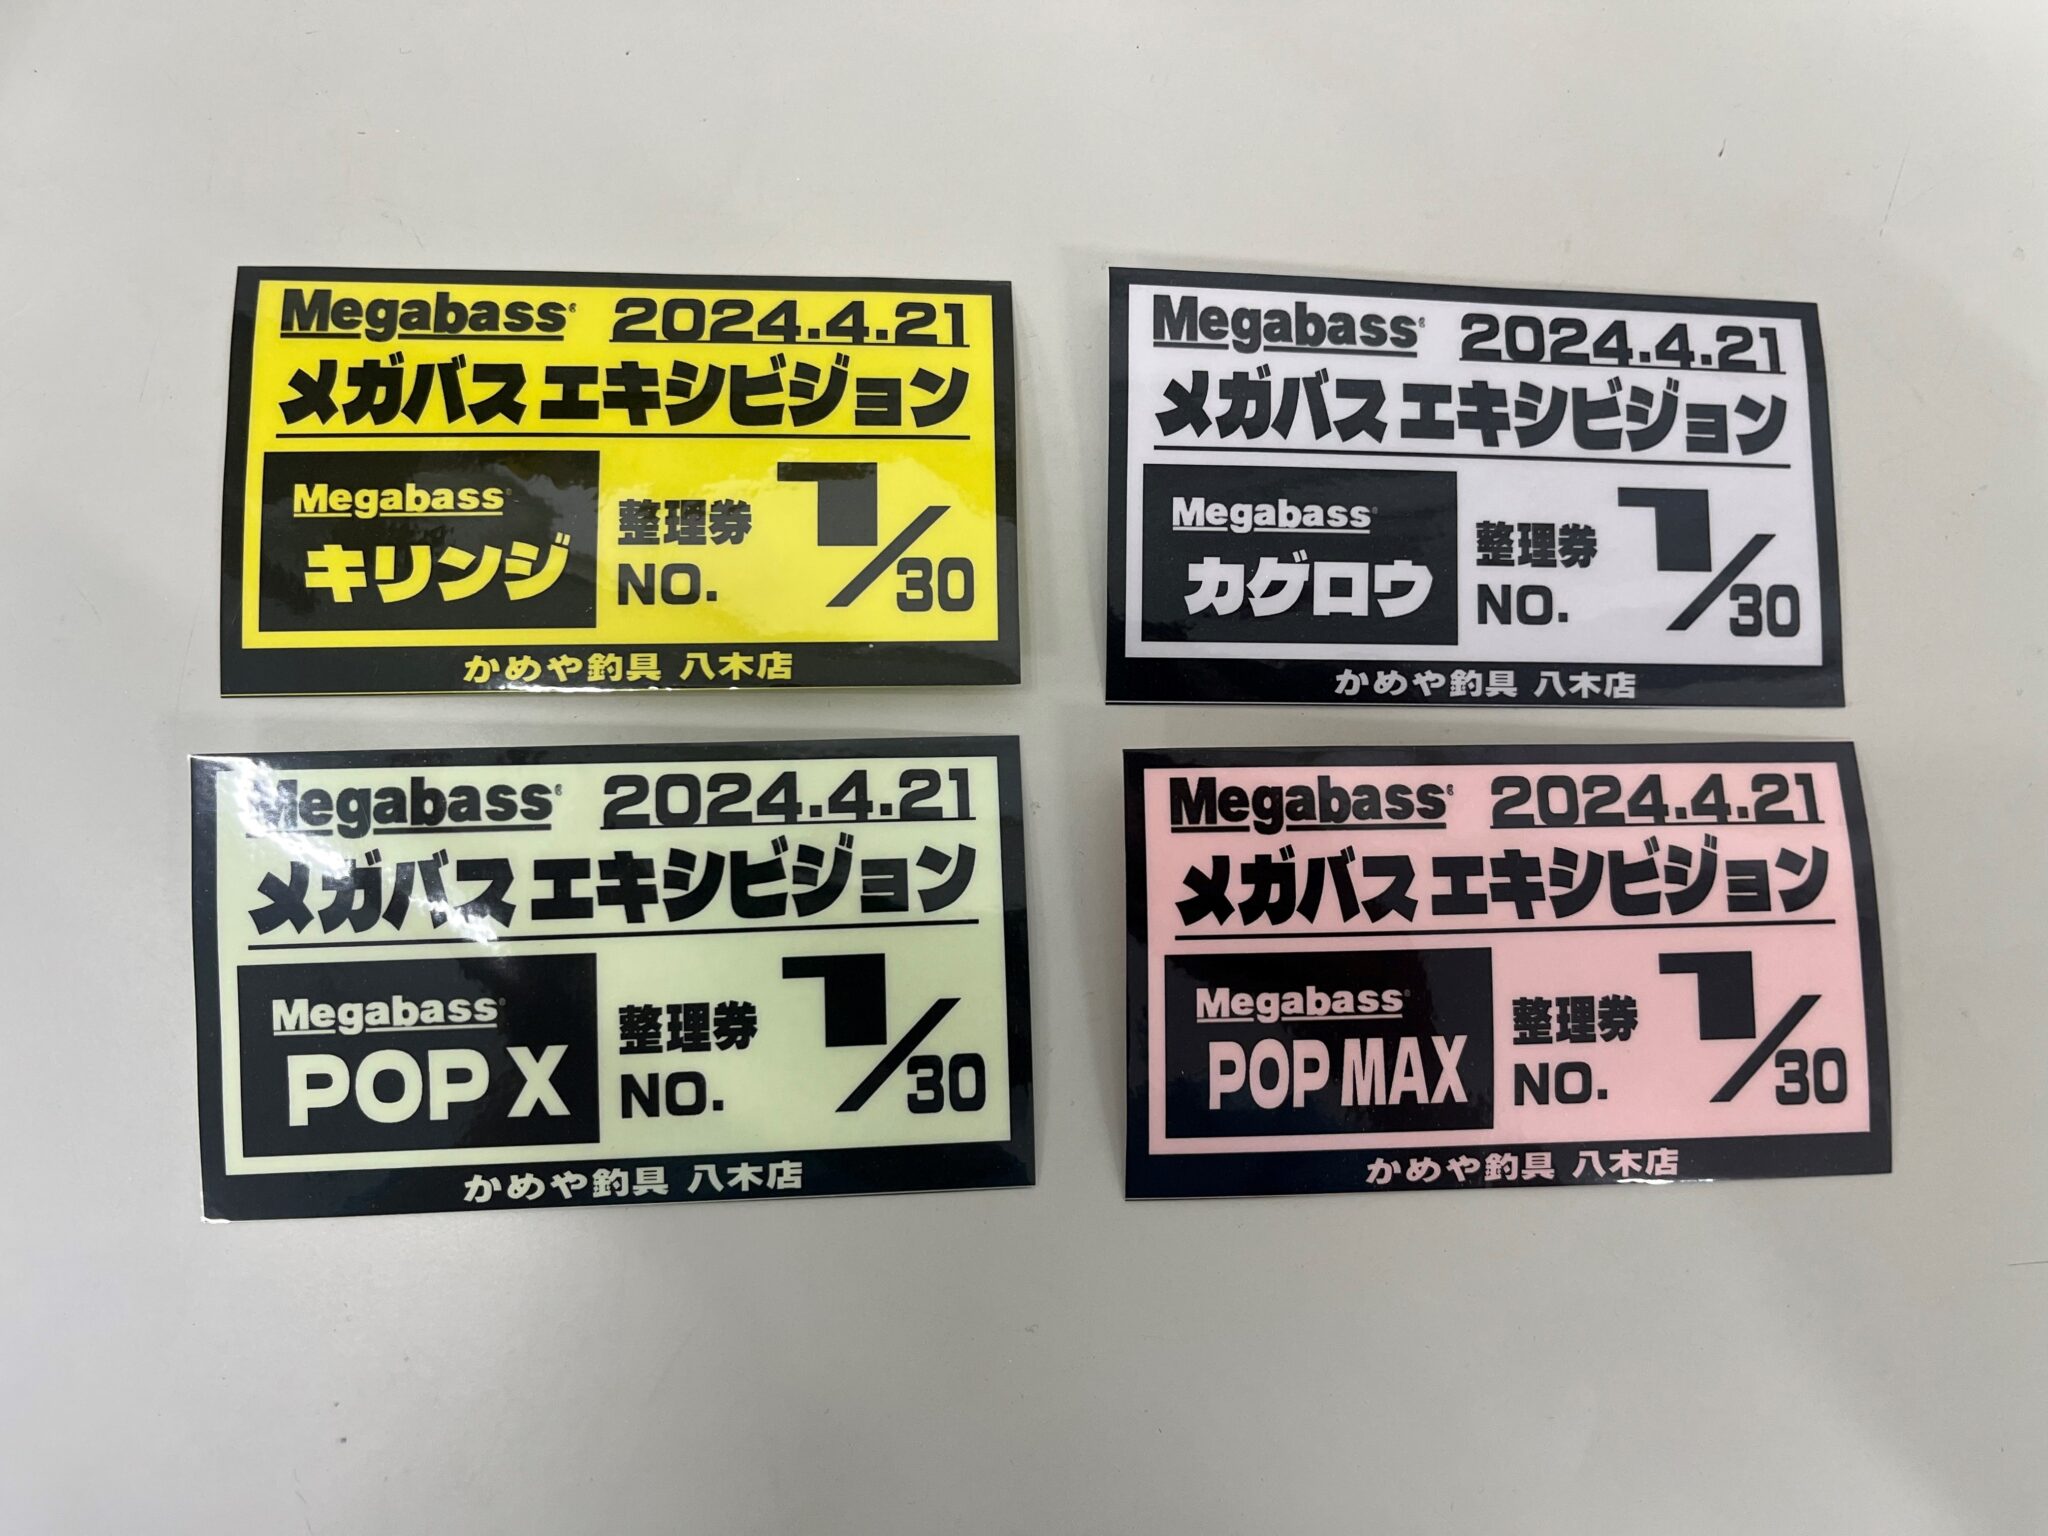 Megabass 2024.4.21
メガバス エキシビジョン
Megabass
キリンジ
整理券
NO.
1/30
かめや釣具 八木店
Megabass 2024.4.21
メガバス エキシビジョン
Megabass
カゲロウ
整理券
NO.
1/30
かめや釣具 八木店
Megabass 2024.4.21
メガバス エキシビジョン
Megabass
POP X
整理券
NO.
1/30
かめや釣具 八木店
Megabass 2024.4.21
メガバス エキシビジョン
Megabass
POP MAX
整理券
NO.
1/30
かめや釣具 八木店